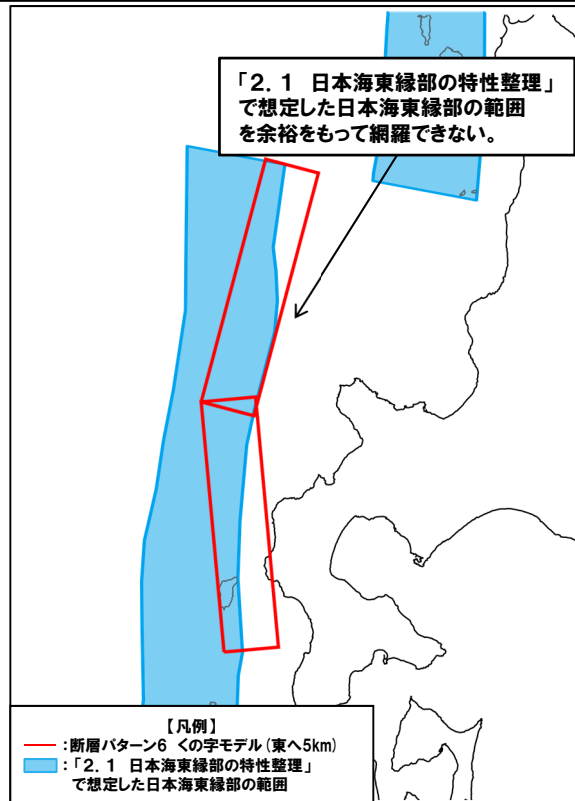 「2.1 日本海東縁部の特性整理」
で想定した日本海東縁部の範囲
を余裕をもって網羅できない。
【凡例】
:断層パターン6 くの字モデル(東へ5km)
:「2.1 日本海東縁部の特性整理」
で想定した日本海東縁部の範囲